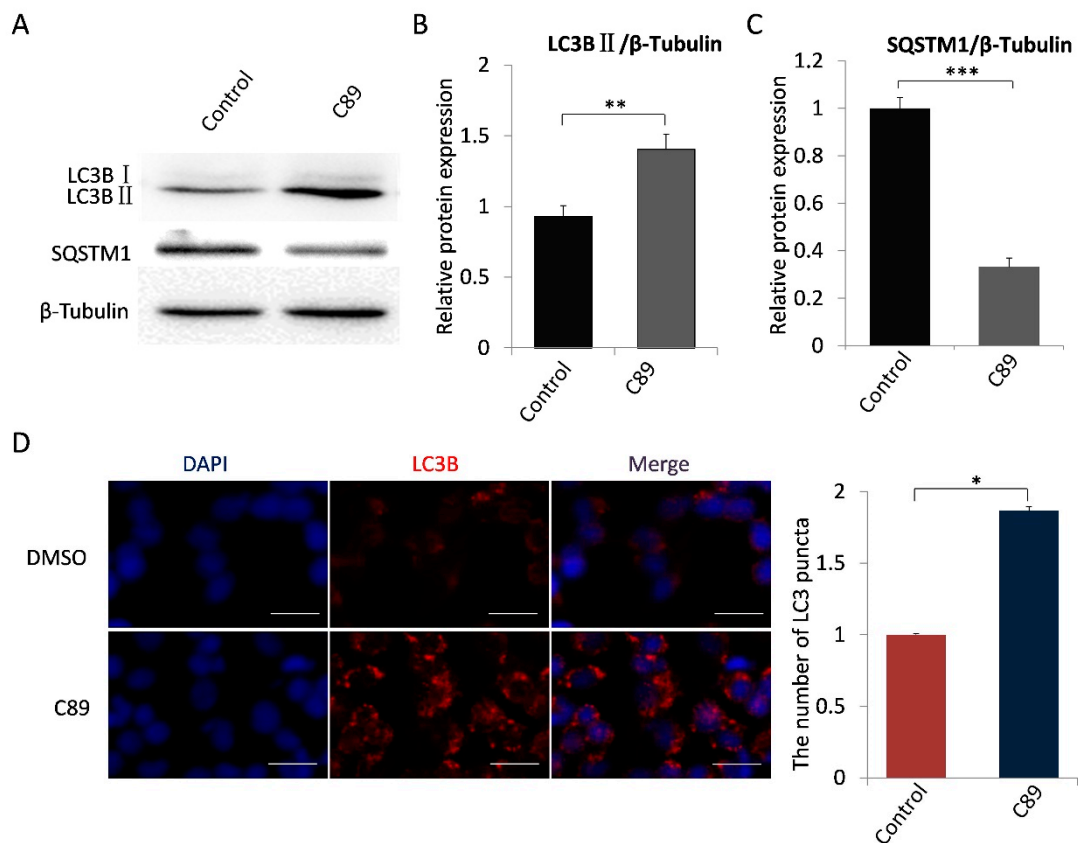 A
Control
C89
LC3B Ⅰ
LC3B Ⅱ
SQSTM1
β-Tubulin
B
LC3B Ⅱ/β-Tubulin
Relative protein expression
2
1.5
1
0.5
0
**
Control
C89
C
SQSTM1/β-Tubulin
Relative protein expression
1.2
1
0.8
0.6
0.4
0.2
0
***
Control
C89
D
DAPI
LC3B
Merge
DMSO
C89
The number of LC3 puncta
2
1.5
1
0.5
0
*
Control
C89